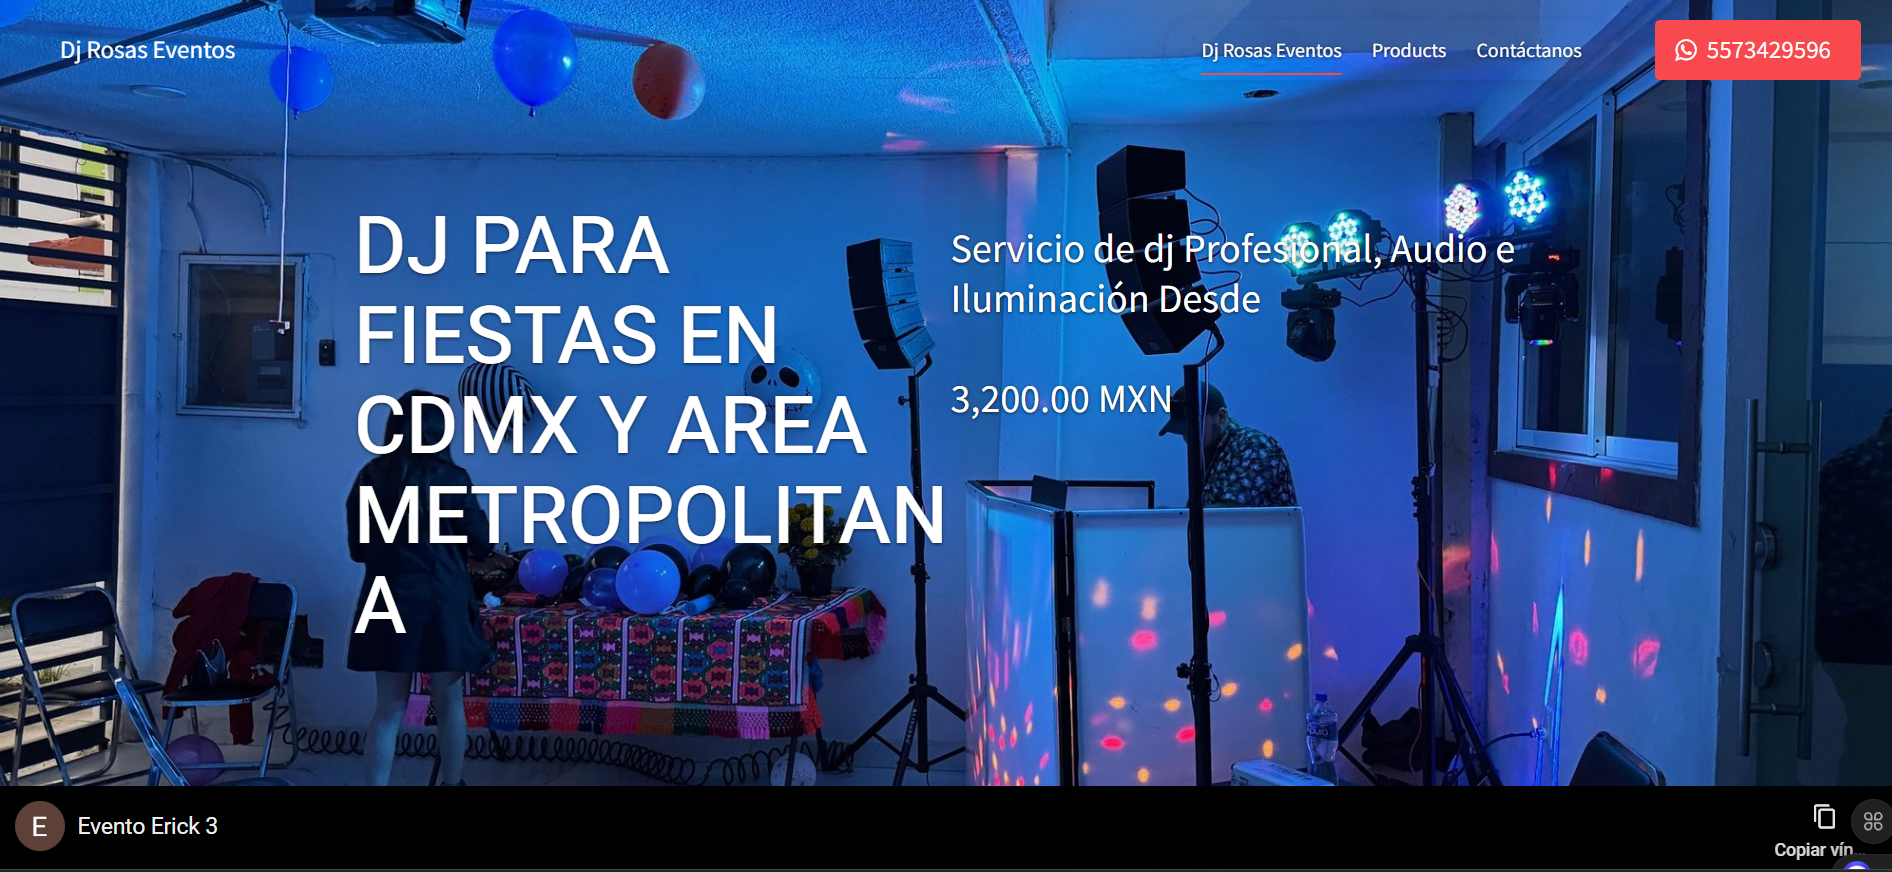 Dj Rosas Eventos
Dj Rosas Eventos
Products
Contáctanos
5573429596
DJ PARA
FIESTAS EN
CDMX Y AREA
METROPOLITAN
A
Servicio de dj Profesional, Audio e
Iluminación Desde
3,200.00 MXN
E
Evento Erick 3
Copiar vín...